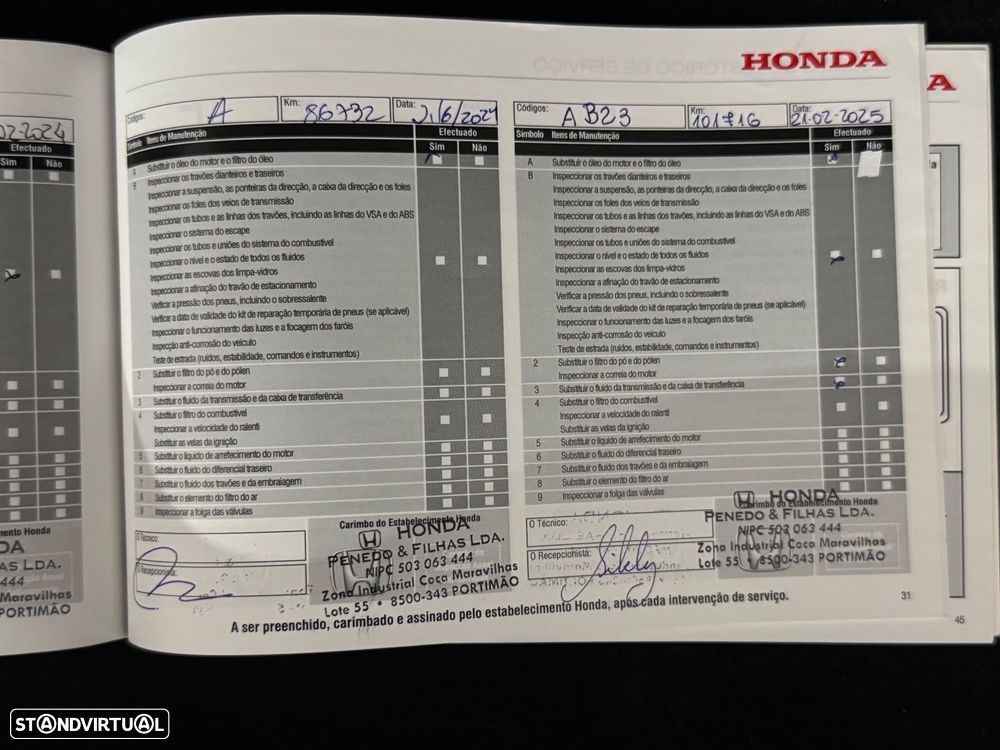 HONDA
Códigos: A Km: 86732 Data: 21/6/2024
Símbolo Itens de Manutenção Efectuado
Sim Não
A Substituir o óleo do motor e o filtro do óleo
B Inspeccionar os travões dianteiros e traseiros
Inspeccionar a suspensão, as ponteiras da direcção, a caixa da direcção e os foles
Inspeccionar os foles dos veios de transmissão
Inspeccionar os tubos e as linhas dos travões, incluindo as linhas do VSA e do ABS
Inspeccionar o sistema do escape
Inspeccionar os tubos e uniões do sistema do combustível
Inspeccionar o nível e o estado de todos os fluidos
Inspeccionar as escovas dos limpa-vidros
Inspeccionar a afinação do travão de estacionamento
Verificar a pressão dos pneus, incluindo o sobressalente
Verificar a data de validade do kit de reparação temporária de pneus (se aplicável)
Inspeccionar o funcionamento das luzes e a focagem dos faróis
Inspecção anti-corrosão do veículo
Teste de estrada (ruídos, estabilidade, comandos e instrumentos)
2 Substituir o filtro do pó e do pólen
Inspeccionar a correia do motor
3 Substituir o fluido da transmissão e da caixa de transferência
4 Substituir o filtro do combustível
Inspeccionar a velocidade do ralenti
Substituir as velas da ignição
5 Substituir o líquido de arrefecimento do motor
6 Substituir o fluido do diferencial traseiro
7 Substituir o fluido dos travões e da embraiagem
8 Substituir o elemento do filtro do ar
9 Inspeccionar a folga das válvulas
O Técnico:
O Recepcionista:
Carimbo do Estabelecimento Honda
HONDA
PENEDO & FILHAS LDA.
NIPC 503 063 444
Zona Industrial Coca Maravilhas
Lote 55 • 8500-343 PORTIMÃO
Códigos: A B23 Km: 101716 Data: 21-02-2025
Símbolo Itens de Manutenção Efectuado
Sim Não
A Substituir o óleo do motor e o filtro do óleo
B Inspeccionar os travões dianteiros e traseiros
Inspeccionar a suspensão, as ponteiras da direcção, a caixa da direcção e os foles
Inspeccionar os foles dos veios de transmissão
Inspeccionar os tubos e as linhas dos travões, incluindo as linhas do VSA e do ABS
Inspeccionar o sistema do escape
Inspeccionar os tubos e uniões do sistema do combustível
Inspeccionar o nível e o estado de todos os fluidos
Inspeccionar as escovas dos limpa-vidros
Inspeccionar a afinação do travão de estacionamento
Verificar a pressão dos pneus, incluindo o sobressalente
Verificar a data de validade do kit de reparação temporária de pneus (se aplicável)
Inspeccionar o funcionamento das luzes e a focagem dos faróis
Inspecção anti-corrosão do veículo
Teste de estrada (ruídos, estabilidade, comandos e instrumentos)
2 Substituir o filtro do pó e do pólen
Inspeccionar a correia do motor
3 Substituir o fluido da transmissão e da caixa de transferência
4 Substituir o filtro do combustível
Inspeccionar a velocidade do ralenti
Substituir as velas da ignição
5 Substituir o líquido de arrefecimento do motor
6 Substituir o fluido do diferencial traseiro
7 Substituir o fluido dos travões e da embraiagem
8 Substituir o elemento do filtro do ar
9 Inspeccionar a folga das válvulas
O Técnico:
O Recepcionista:
Carimbo do Estabelecimento Honda
HONDA
PENEDO & FILHAS LDA.
NIPC 503 063 444
Zona Industrial Coca Maravilhas
Lote 55 • 8500-343 PORTIMÃO
A ser preenchido, carimbado e assinado pelo estabelecimento Honda, após cada intervenção de serviço.
31
45
02-2024
Efectuado
Sim Não
mento Honda
DA
LDA.
444
Maravilhas
PORTIMÃO
A
STANDVIRTUAL